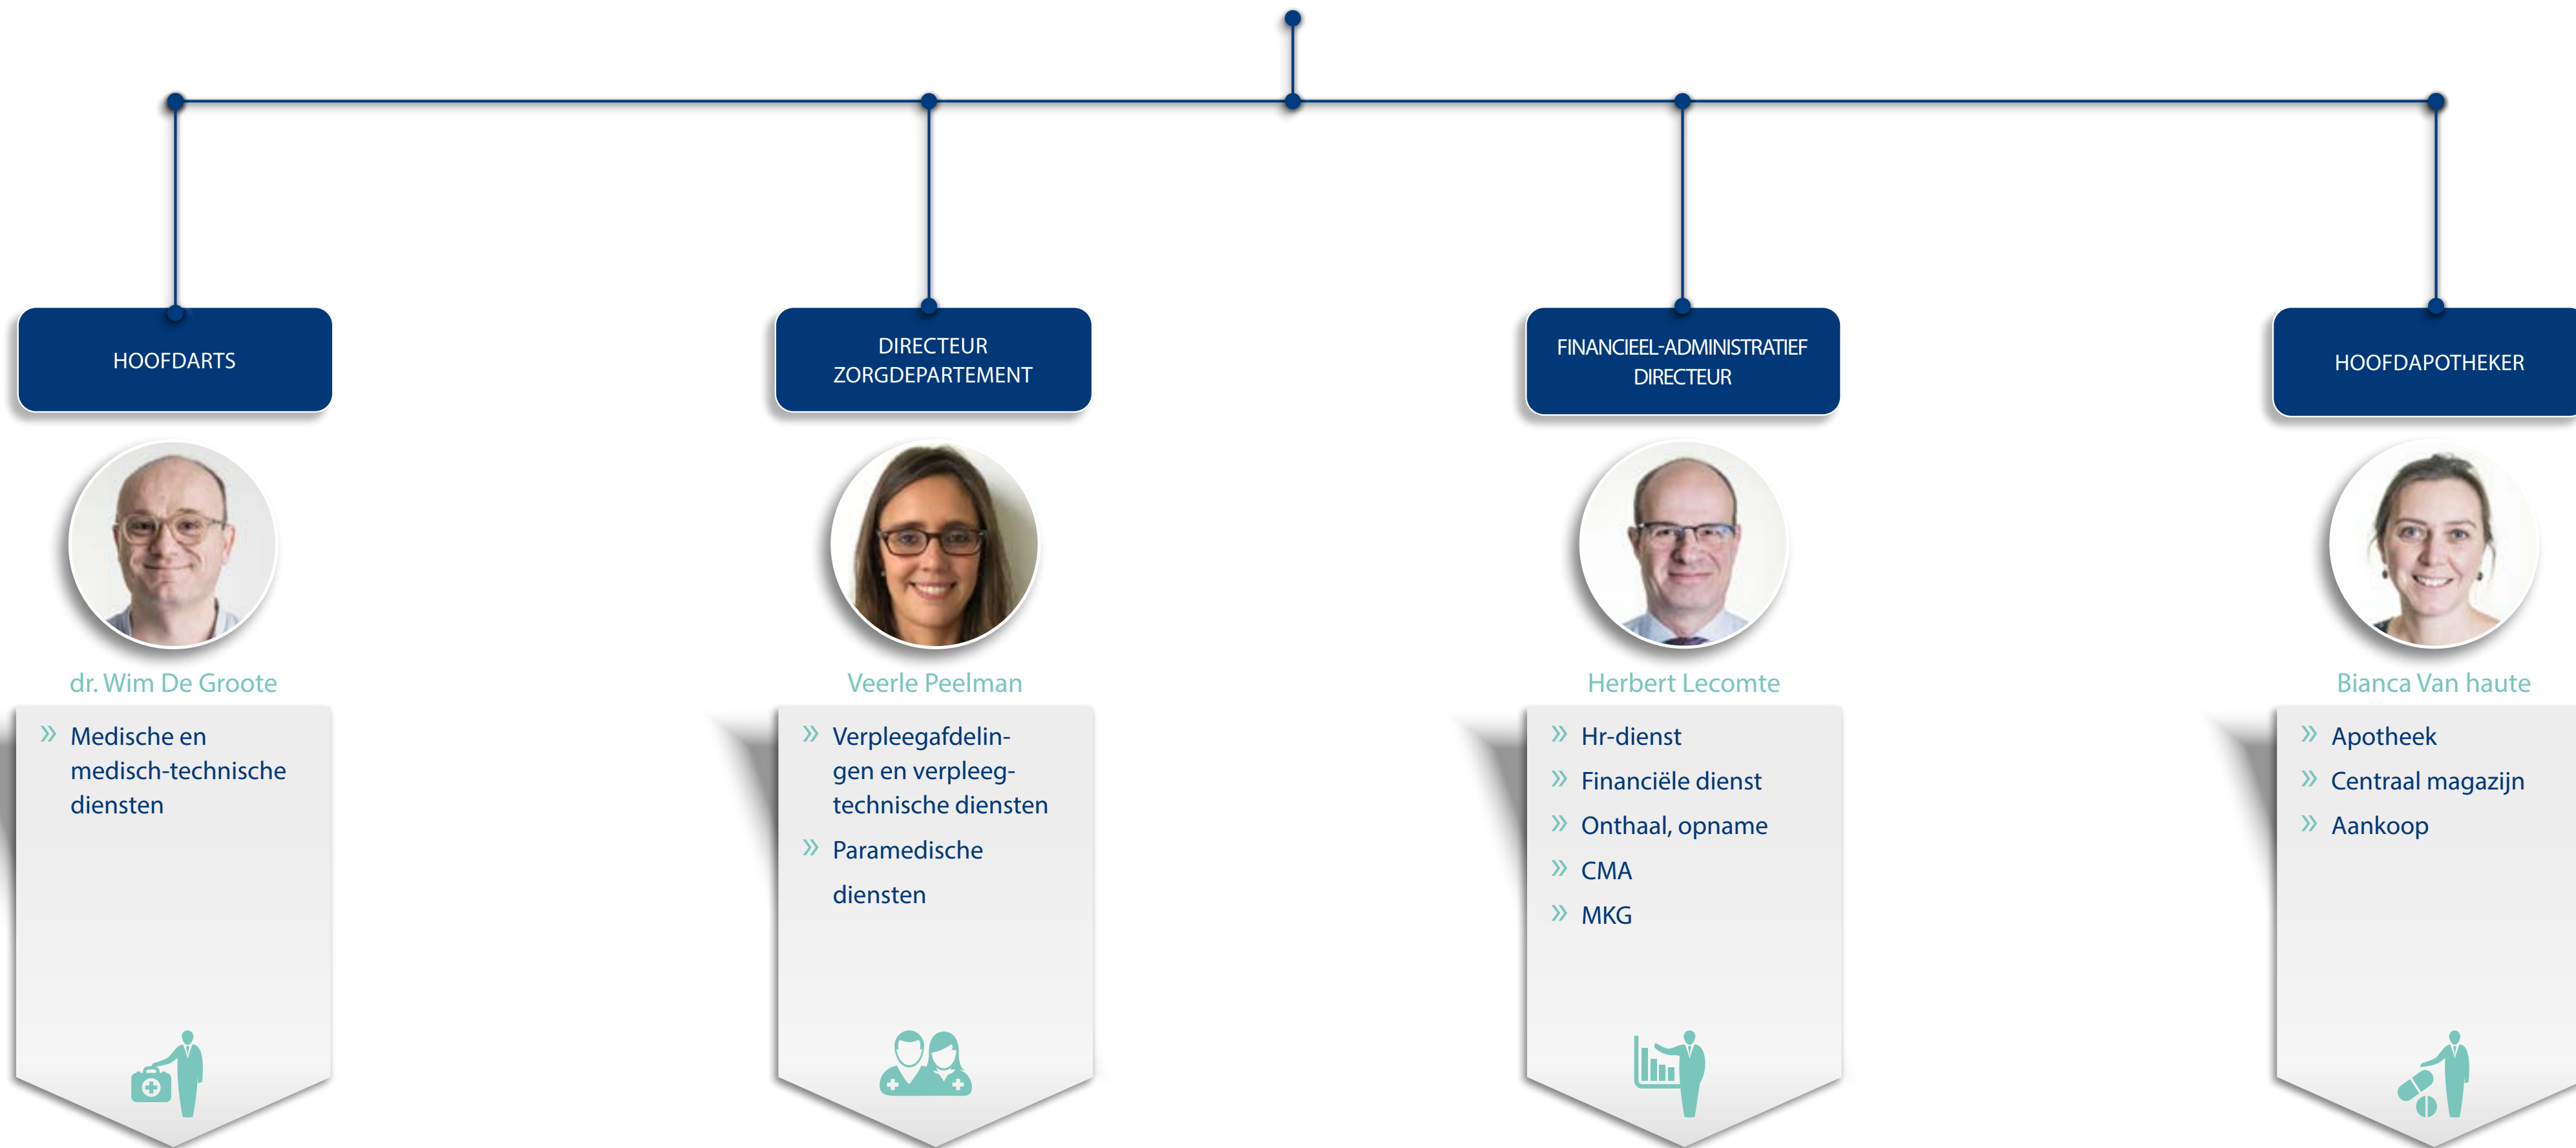 HOOFDARTS
dr. Wim De Groote
» Medische en
medisch-technische
diensten
DIRECTEUR
ZORGDEPARTEMENT
Veerle Peelman
» Verpleegafdelin-
gen en verpleeg-
technische diensten
» Paramedische
diensten
FINANCIEEL-ADMINISTRATIEF
DIRECTEUR
Herbert Lecomte
» Hr-dienst
» Financiële dienst
» Onthaal, opname
» CMA
» MKG
HOOFDAPOTHEKER
Bianca Van haute
» Apotheek
» Centraal magazijn
» Aankoop